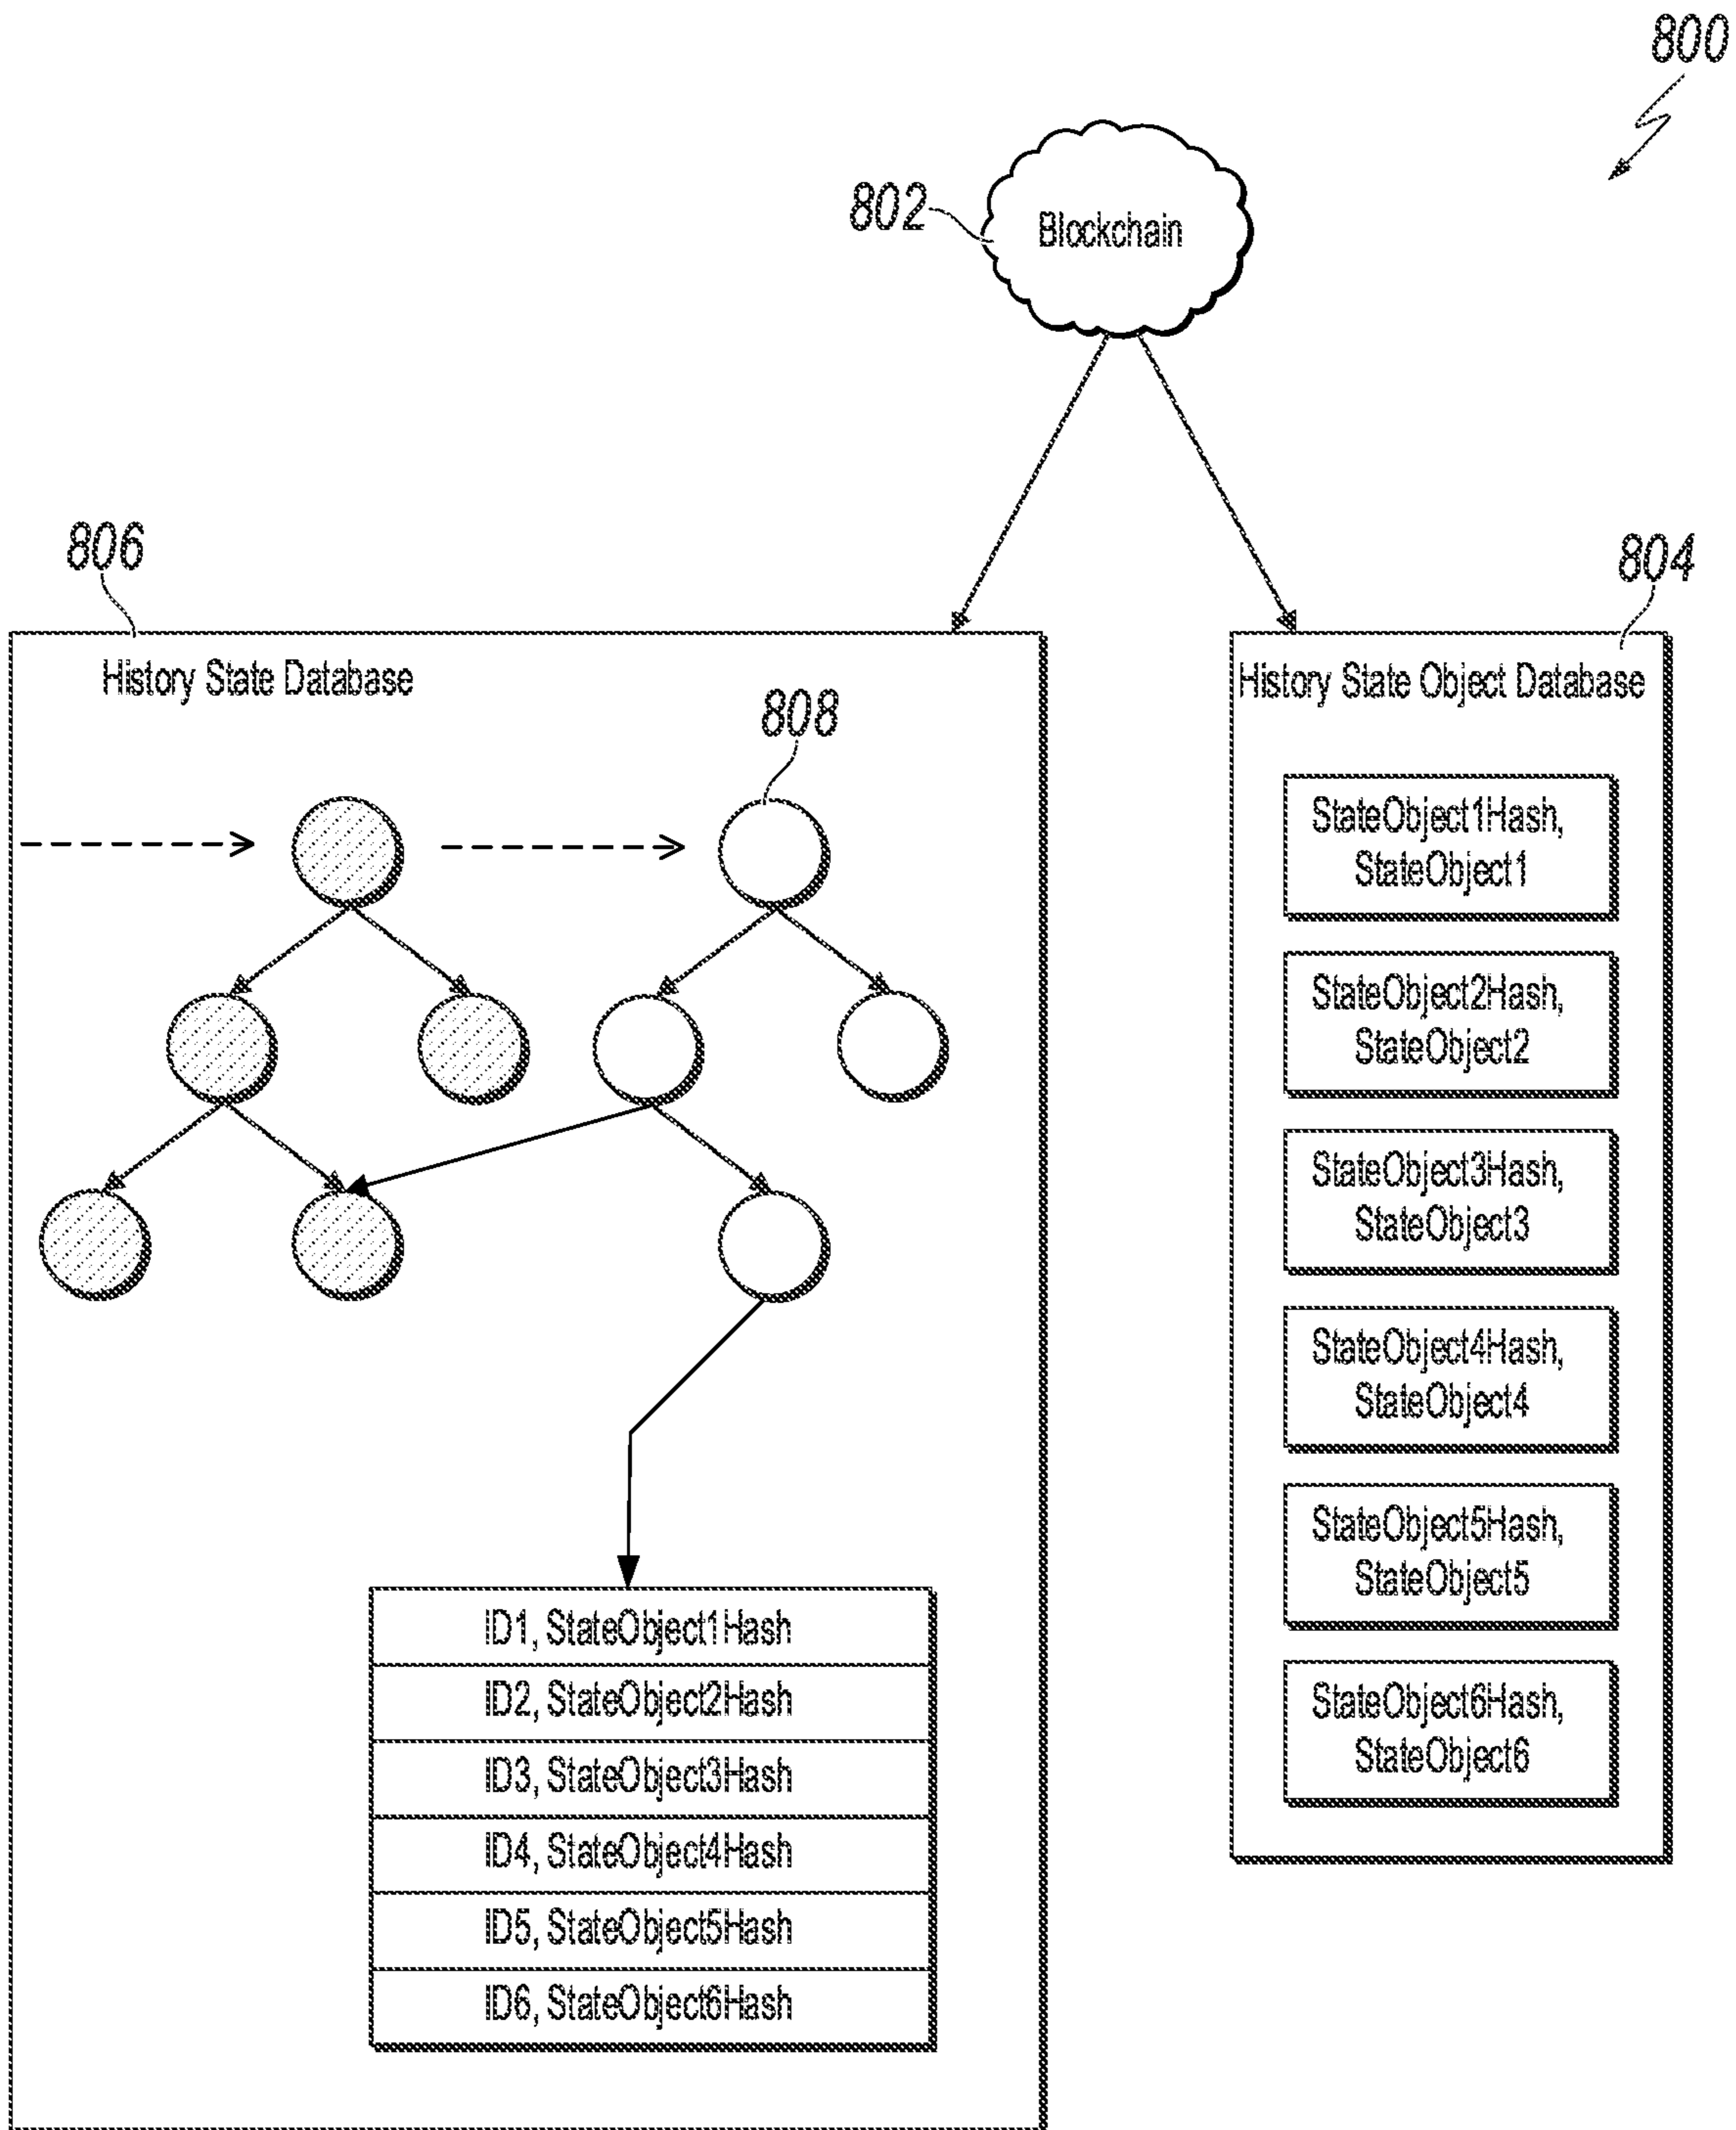 800
802
Blockchain
806
804
History State Database
History State Object Database
808
StateObject1Hash,
StateObject1
StateObject2Hash,
StateObject2
StateObject3Hash,
StateObject3
StateObject4Hash,
StateObject4
StateObject5Hash,
StateObject5
StateObject6Hash,
StateObject6
ID1, StateObject1Hash
ID2, StateObject2Hash
ID3, StateObject3Hash
ID4, StateObject4Hash
ID5, StateObject5Hash
ID6, StateObject6Hash